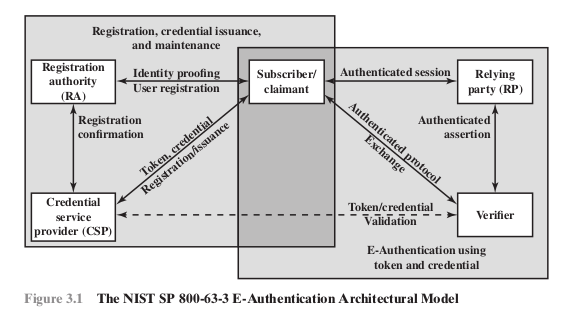 Registration, credential issuance,
and maintenance
Registration
authority
(RA)
Identity proofing
User registration
Subscriber/
claimant
Authenticated session
Relying
party (RP)
Registration
confirmation
Token, credential
Registration/issuance
Authenticated protocol
Exchange
Authenticated
assertion
Credential
service
provider (CSP)
Token/credential
Validation
Verifier
E-Authentication using
token and credential
Figure 3.1 The NIST SP 800-63-3 E-Authentication Architectural Model